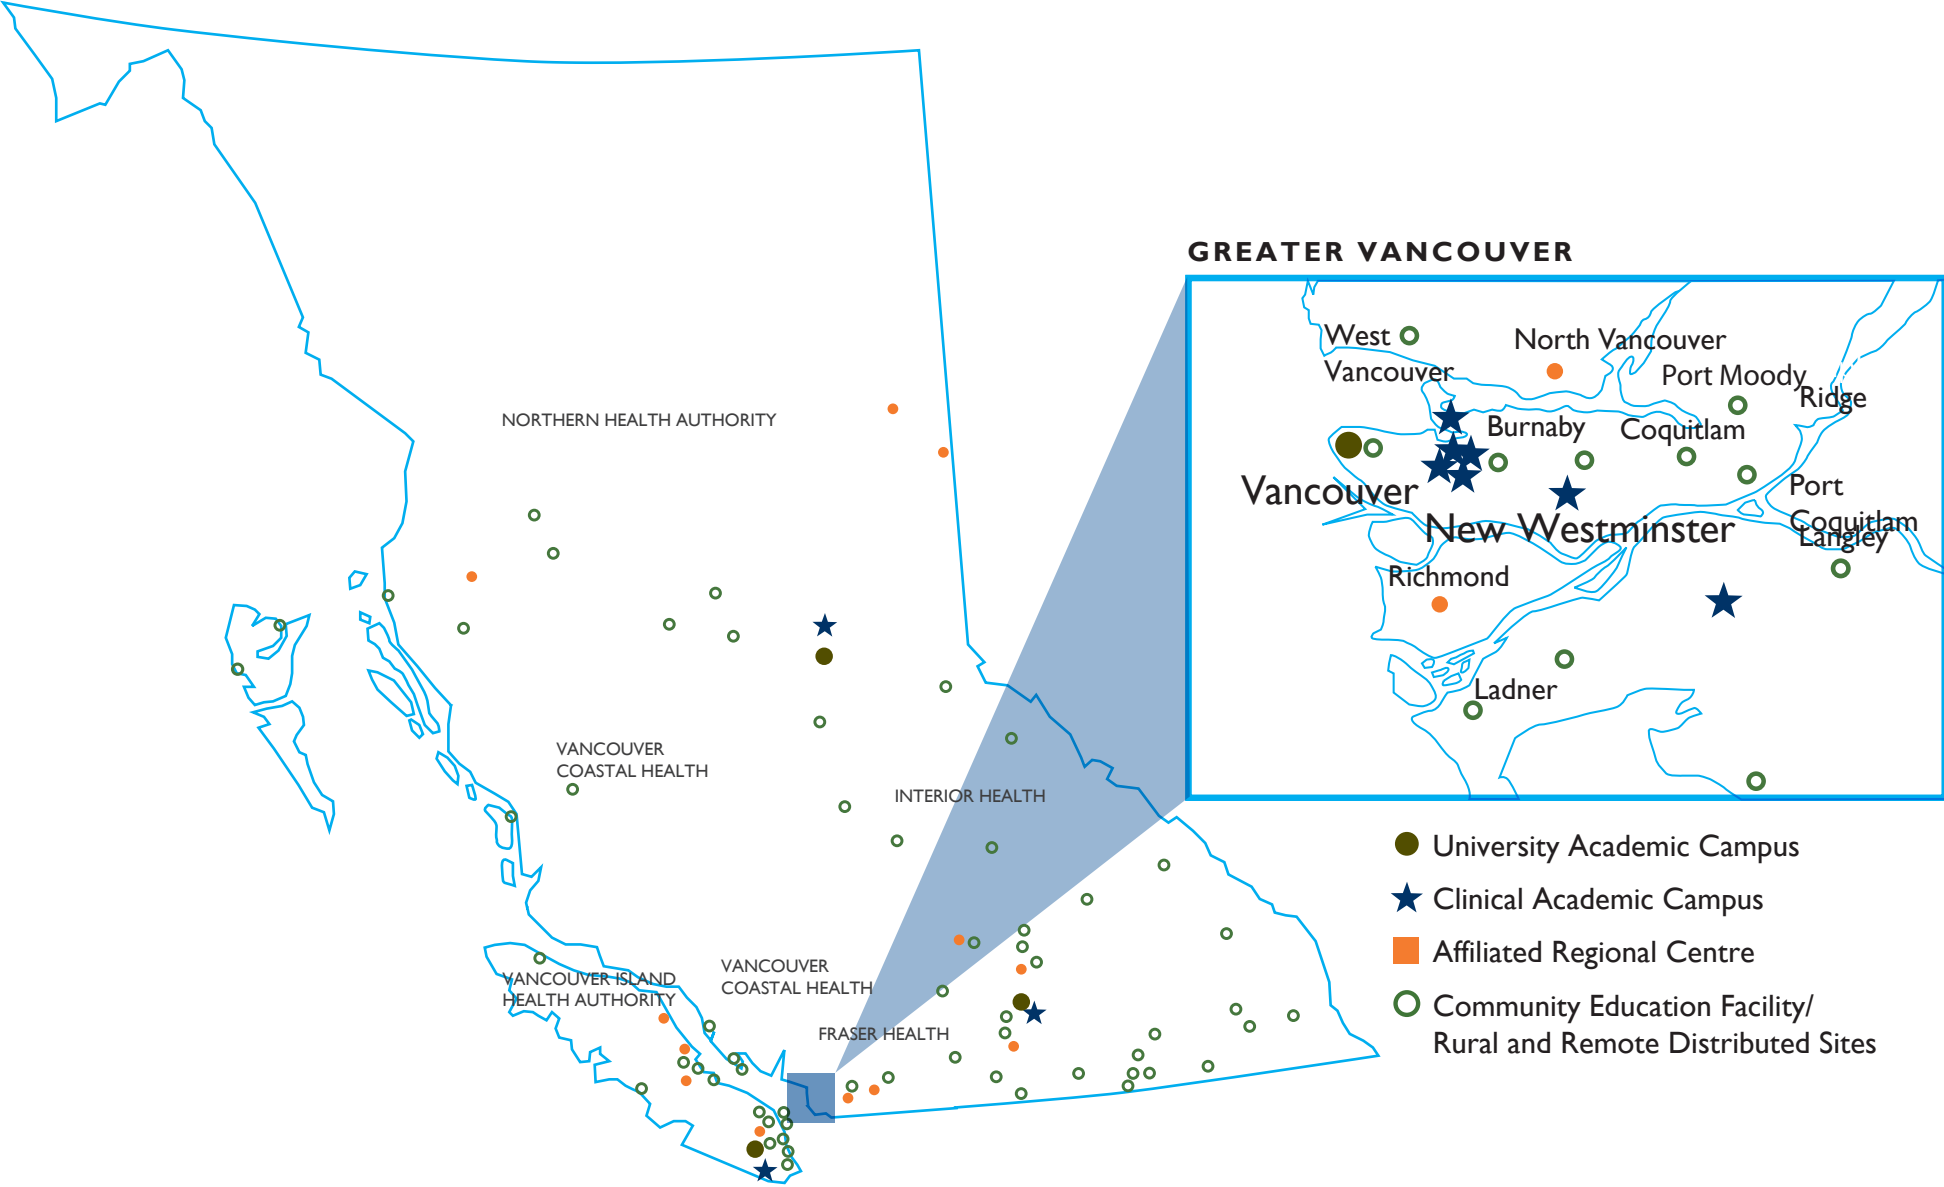 GREATER VANCOUVER
West
Vancouver
North Vancouver
Port Moody
Ridge
Burnaby
Coquitlam
Vancouver
New Westminster
Port
Coquitlam
Langley
Richmond
Ladner
NORTHERN HEALTH AUTHORITY
VANCOUVER
COASTAL HEALTH
INTERIOR HEALTH
VANCOUVER ISLAND
HEALTH AUTHORITY
VANCOUVER
COASTAL HEALTH
FRASER HEALTH
University Academic Campus
Clinical Academic Campus
Affiliated Regional Centre
Community Education Facility/
Rural and Remote Distributed Sites